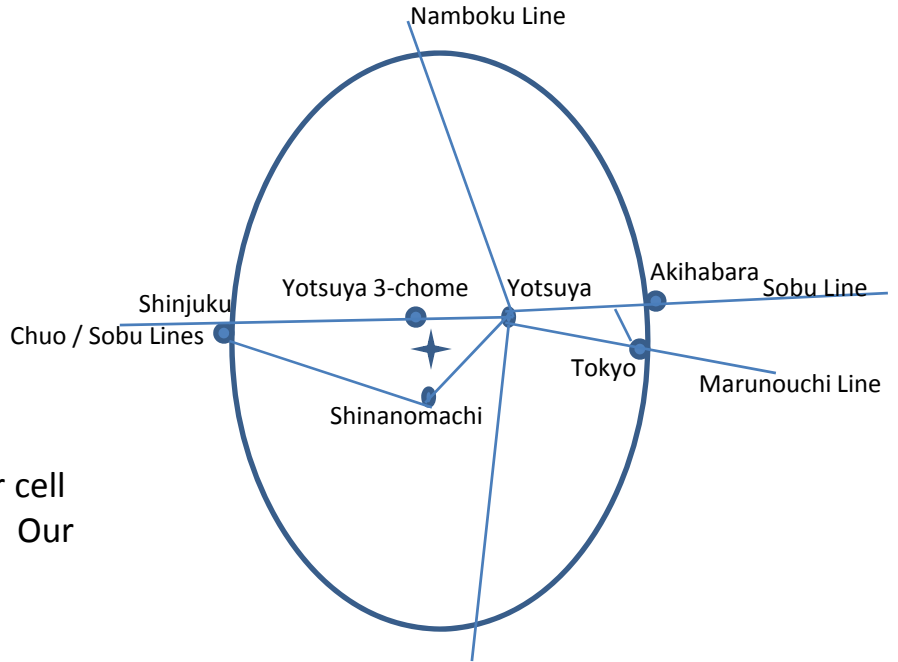 Namboku Line
Akihabara
Sobu Line
Yotsuya 3-chome
Yotsuya
Shinjuku
Chuo / Sobu Lines
Tokyo
Marunouchi Line
Shinanomachi
cell
Our